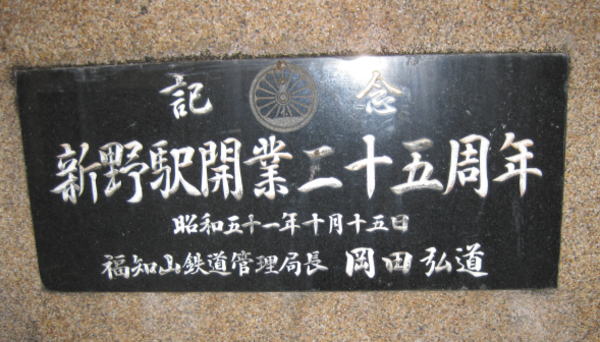 記念
新野駅開業二十五周年
昭和五十一年十月十五日
福知山鉄道管理局長 岡田弘道